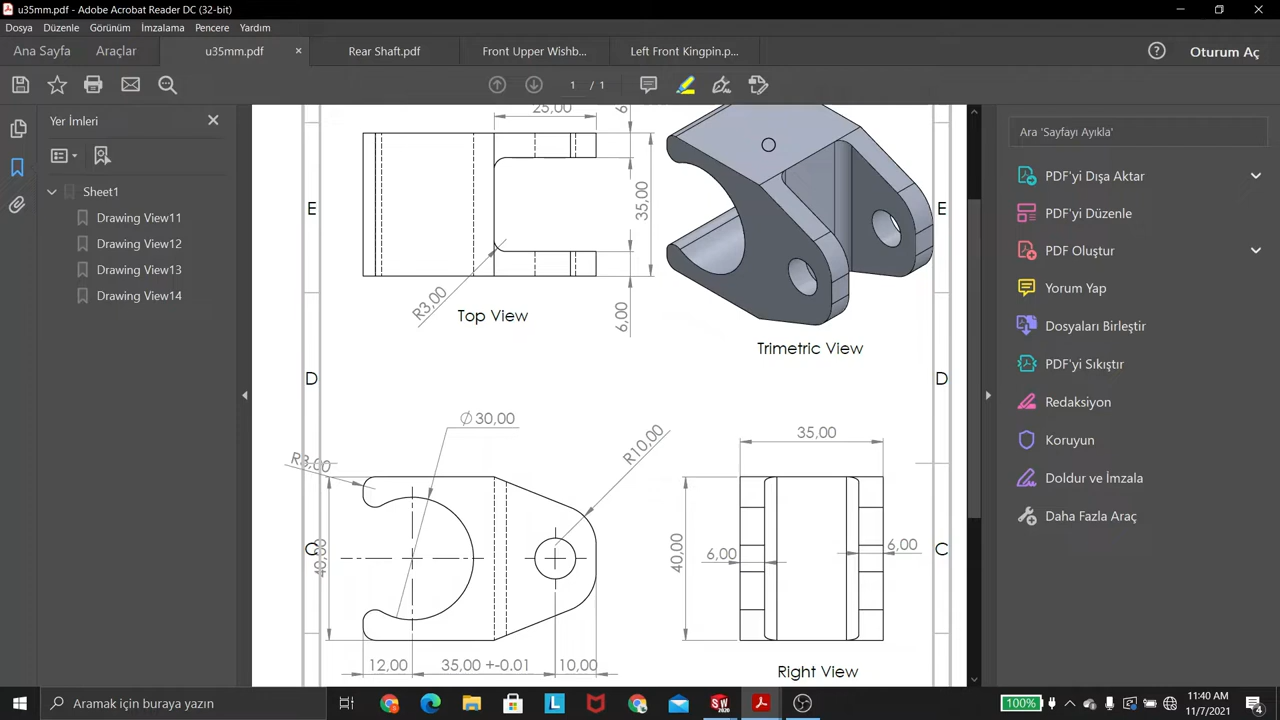 u35mm.pdf - Adobe Acrobat Reader DC (32-bit)
Dosya Düzenle Görünüm İmzalama Pencere Yardım
Ana Sayfa Araçlar u35mm.pdf Rear Shaft.pdf Front Upper Wishb... Left Front Kingpin.p... Oturum Aç
1 / 1
Yer İmleri
Sheet1
Drawing View11
Drawing View12
Drawing View13
Drawing View14
25,00
6
E
35,00
E
R3,00
6,00
Top View
Trimetric View
D
D
Ø 30,00
R3,00
R10,00
35,00
C
40,00
40,00
6,00
6,00
C
12,00
35,00 +-0.01
10,00
Right View
Ara 'Sayfayı Ayıkla'
PDF'yi Dışa Aktar
PDF'yi Düzenle
PDF Oluştur
Yorum Yap
Dosyaları Birleştir
PDF'yi Sıkıştır
Redaksiyon
Koruyun
Doldur ve İmzala
Daha Fazla Araç
Aramak için buraya yazın
100%
11:40 AM
11/7/2021